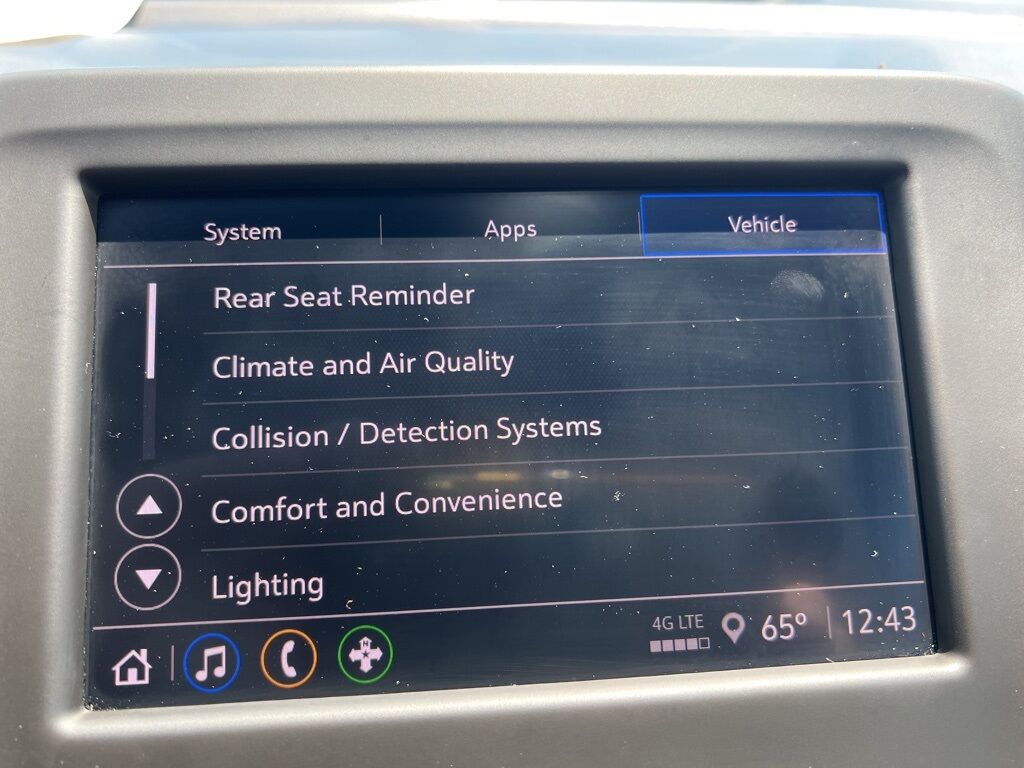 System
Apps
Vehicle
Rear Seat Reminder
Climate and Air Quality
Collision / Detection Systems
Comfort and Convenience
Lighting
N
4G LTE
65°
12:43